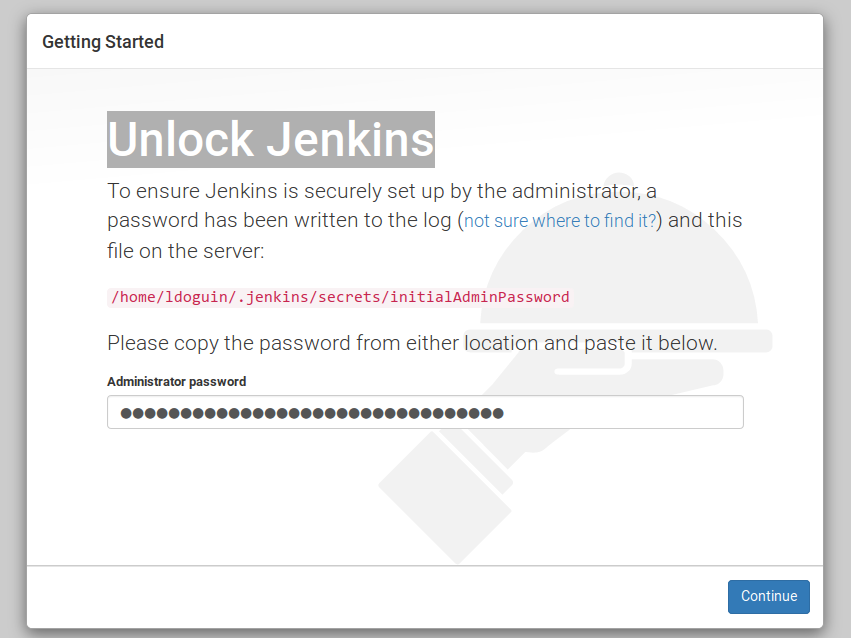 Getting Started
Unlock Jenkins
To ensure Jenkins is securely set up by the administrator, a
password has been written to the log (not sure where to find it?) and this
file on the server:
/home/ldoguin/.jenkins/secrets/initialAdminPassword
Please copy the password from either location and paste it below.
Administrator password
Continue